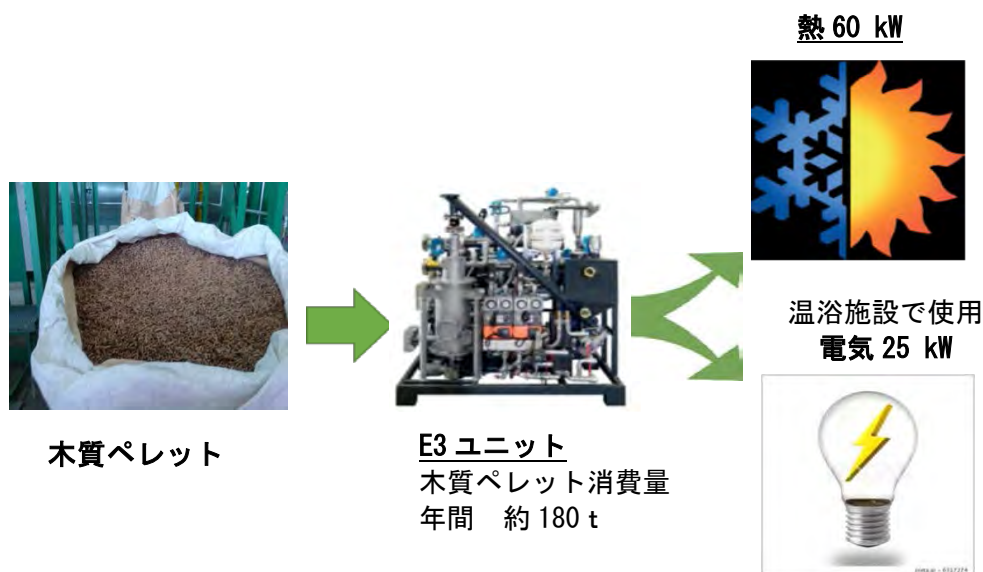 熱 60 kW
温浴施設で使用
電気 25 kW
木質ペレット
E3 ユニット
木質ペレット消費量
年間　約 180 t